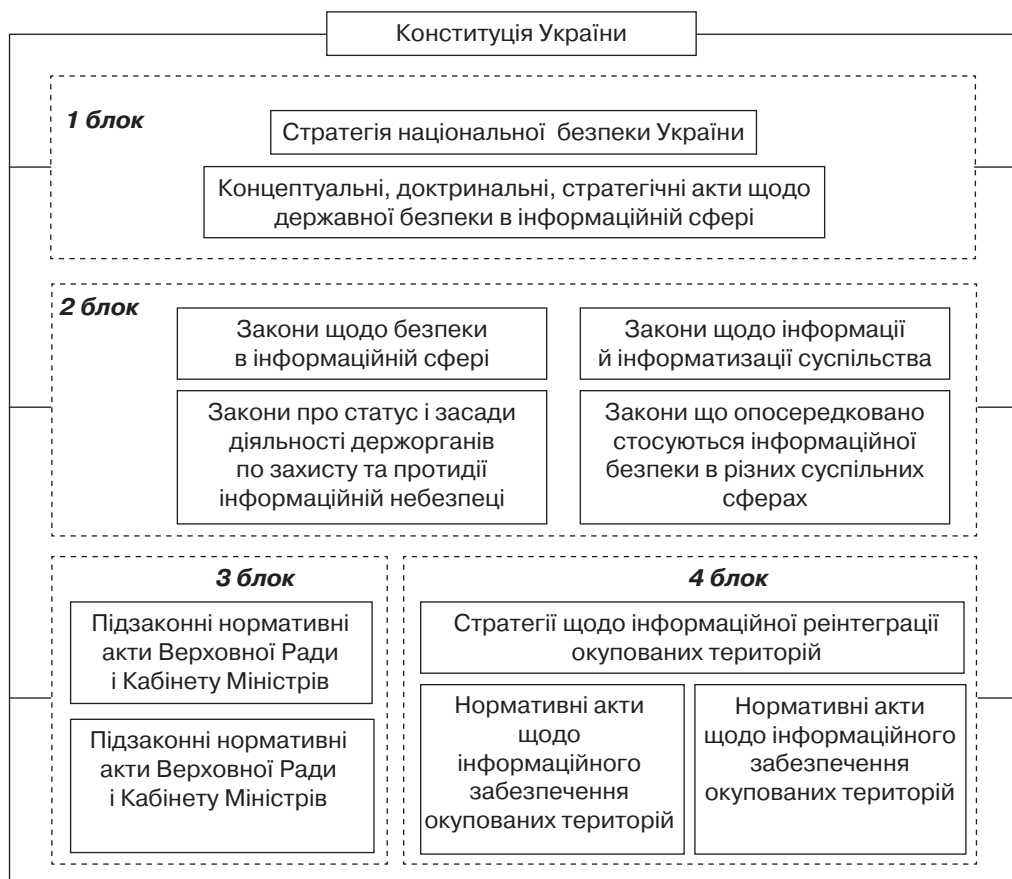 Конституція України
1 блок
Стратегія національної безпеки України
Концептуальні, доктринальні, стратегічні акти щодо
державної безпеки в інформаційній сфері
2 блок
Закони щодо безпеки
в інформаційній сфері
Закони щодо інформації
й інформатизації суспільства
Закони про статус і засади
діяльності держорганів
по захисту та протидії
інформаційній небезпеці
Закони що опосередковано
стосуються інформаційної
безпеки в різних суспільних
сферах
3 блок
Підзаконні нормативні
акти Верховної Ради
і Кабінету Міністрів
Підзаконні нормативні
акти Верховної Ради
і Кабінету Міністрів
4 блок
Стратегії щодо інформаційної реінтеграції
окупованих територій
Нормативні акти
щодо
інформаційного
забезпечення
окупованих територій
Нормативні акти
щодо інформаційного
забезпечення
окупованих територій